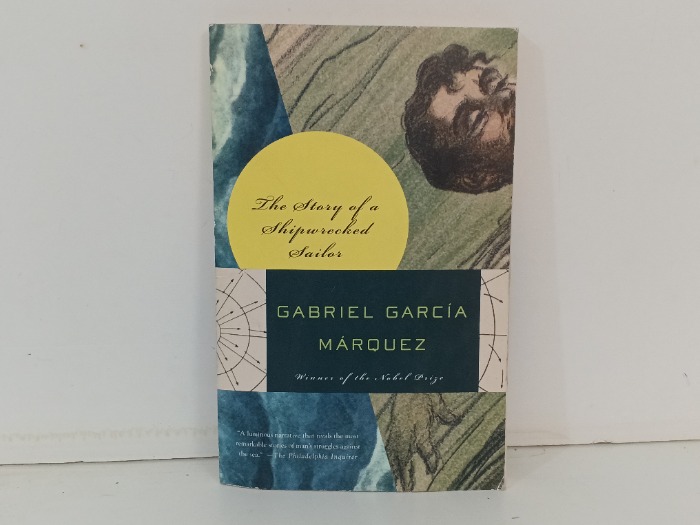 The Story of a
Shipwrecked
Sailor
GABRIEL GARCÍA
MÁRQUEZ
Winner of the Nobel Prize
"A luminous narrative that rivals the most
remarkable stories of man's struggles against
the sea." —The Philadelphia Inquirer